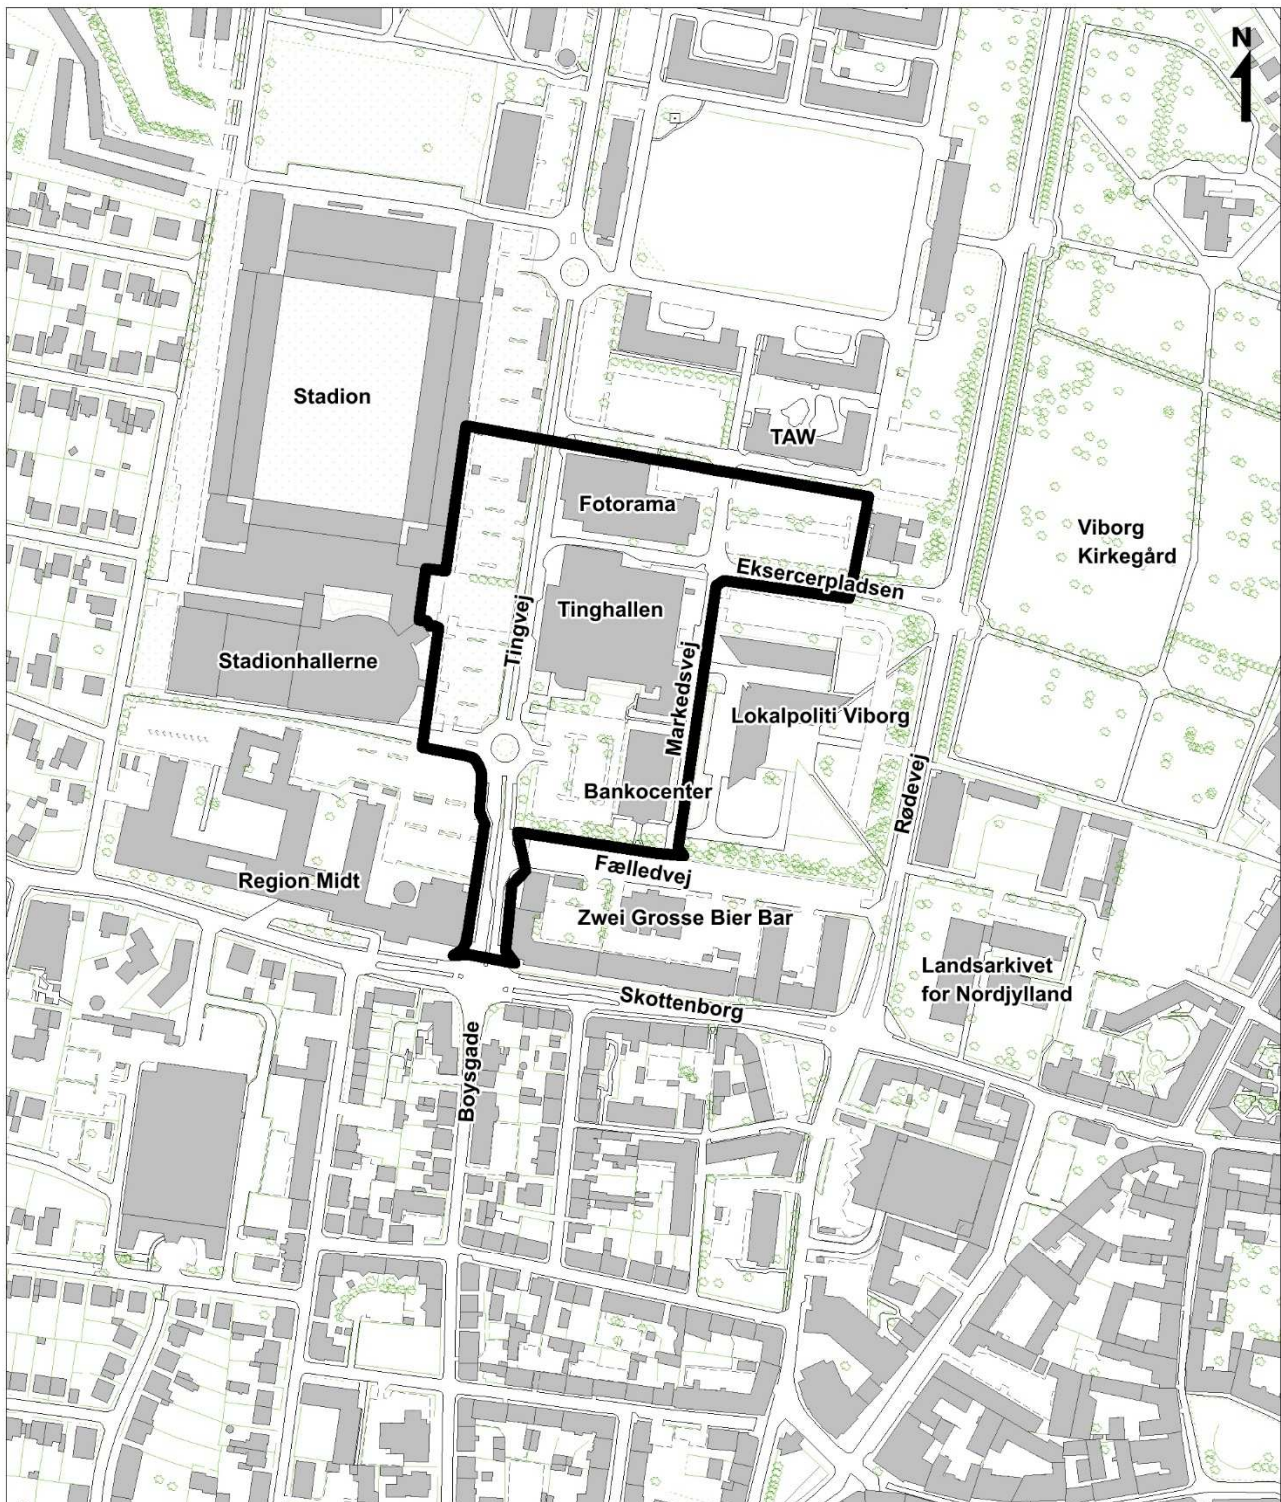 N
Stadion
TAW
Fotorama
Viborg
Kirkegård
Eksercerpladsen
Tinghallen
Tingvej
Stadionhallerne
Markedsvej
Lokalpoliti Viborg
Bankocenter
Rødevej
Fælledvej
Region Midt
Zwei Grosse Bier Bar
Landsarkivet
for Nordjylland
Skottenborg
Boysgade